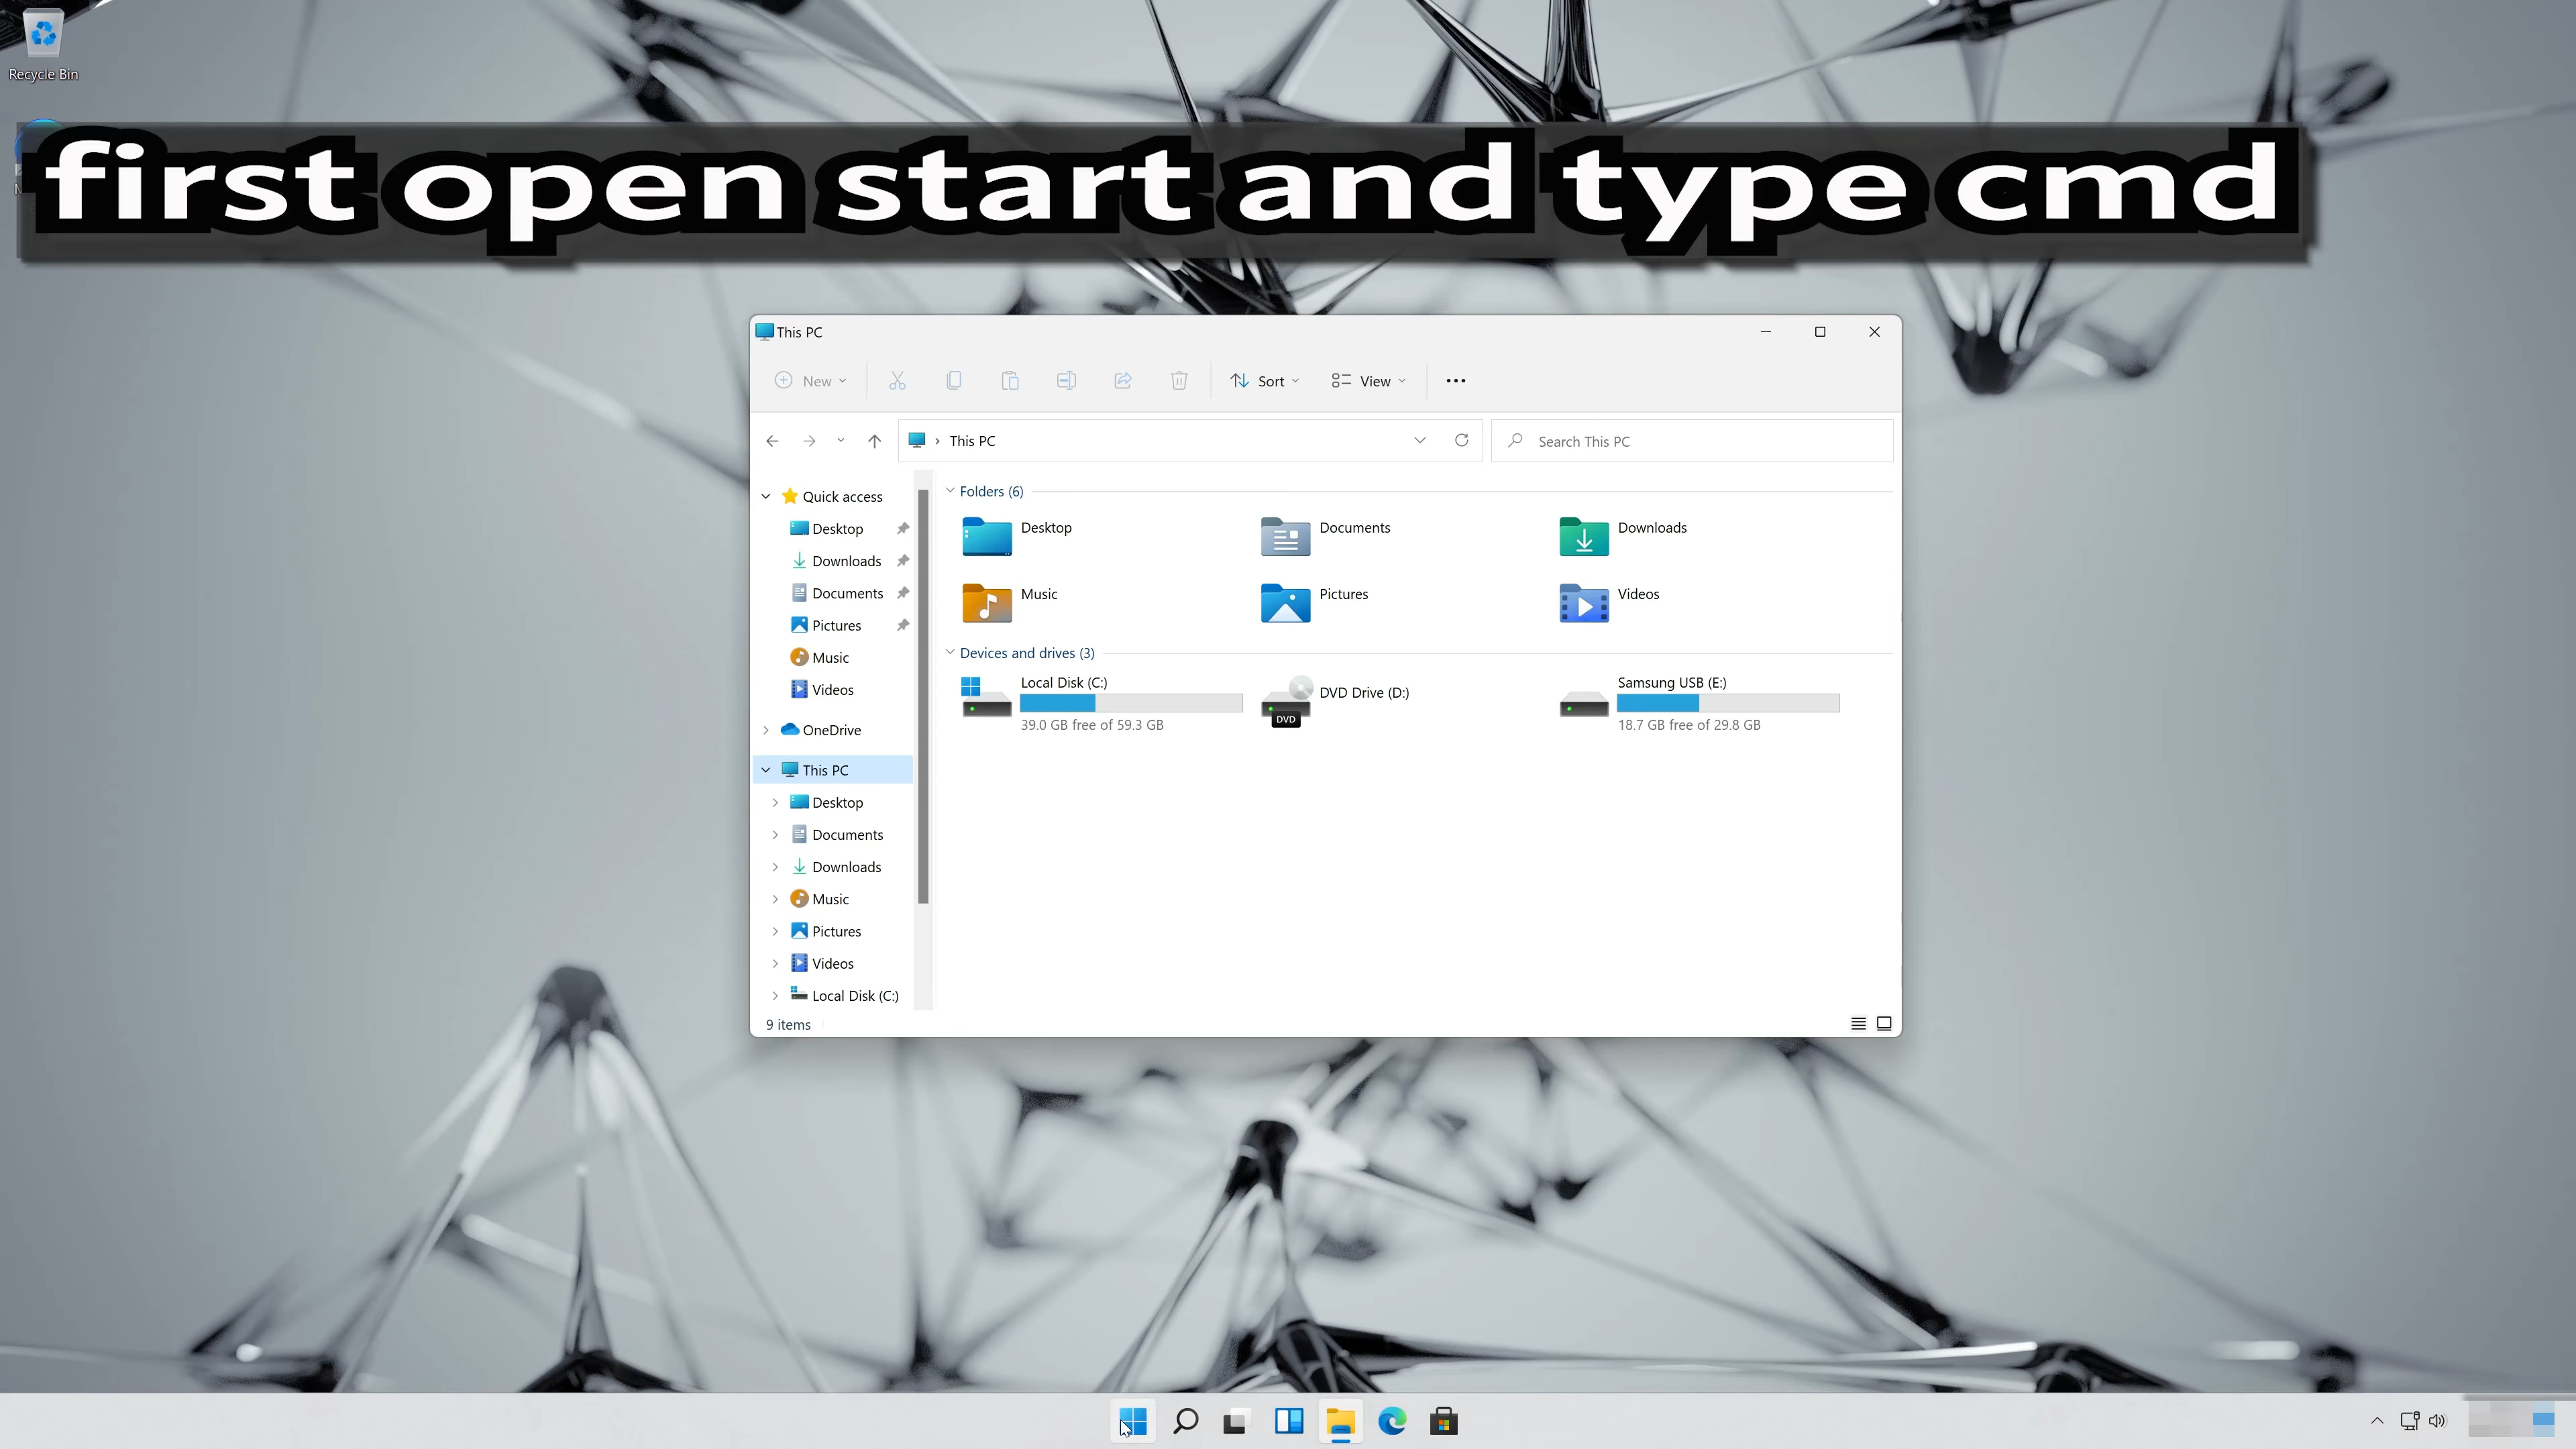 Recycle Bin
first open start and type cmd
This PC
New
Sort
View
This PC
Search This PC
Quick access
Desktop
Downloads
Documents
Pictures
Music
Videos
OneDrive
This PC
Desktop
Documents
Downloads
Music
Pictures
Videos
Local Disk (C:)
Folders (6)
Desktop
Documents
Downloads
Music
Pictures
Videos
Devices and drives (3)
Local Disk (C:)
39.0 GB free of 59.3 GB
DVD Drive (D:)
DVD
Samsung USB (E:)
18.7 GB free of 29.8 GB
9 items